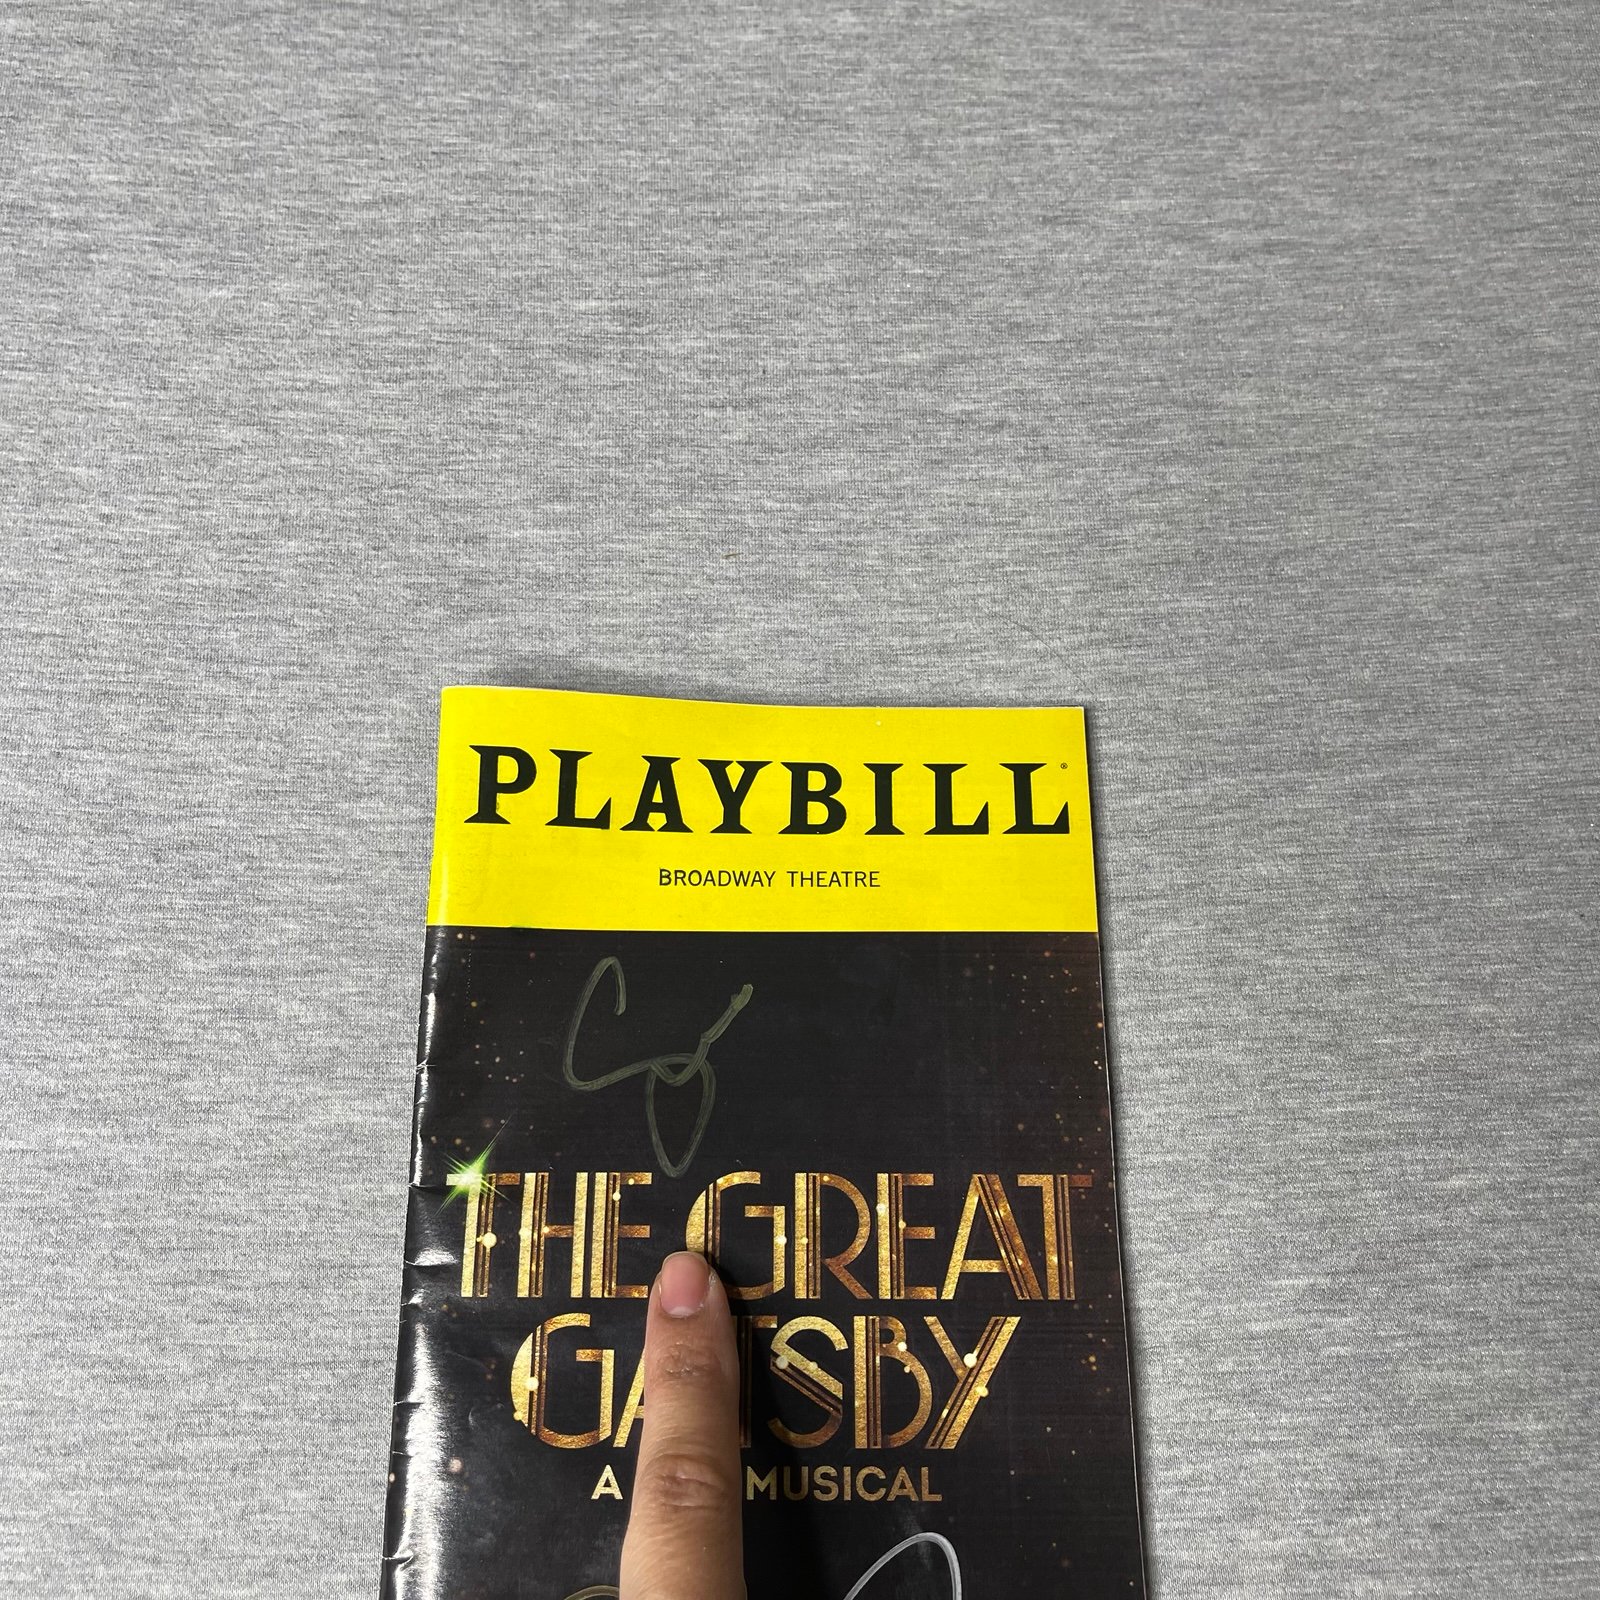 PLAYBILL®
BROADWAY THEATRE
THE GREAT
GATSBY
A MUSICAL